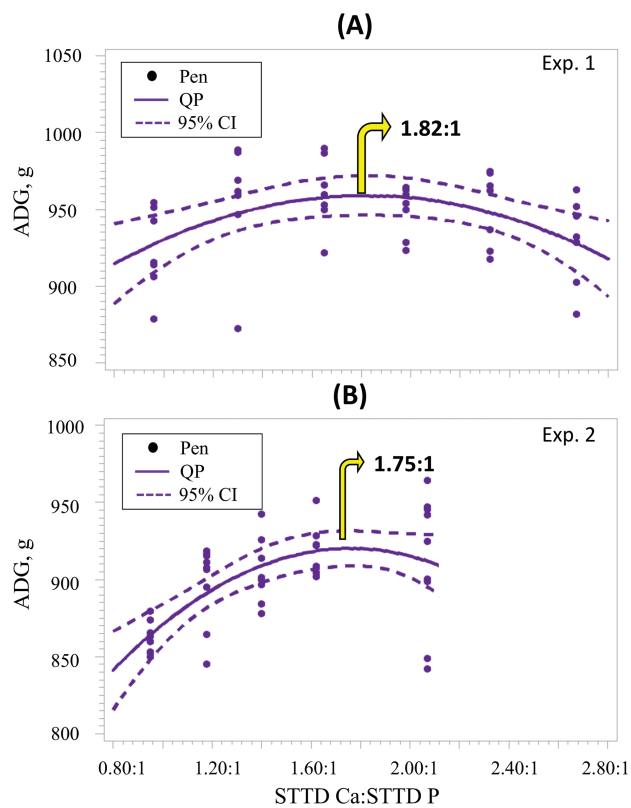 (A)
1050
Exp. 1
Pen
QP
95% CI
1000
1.82:1
950
900
850
ADG, g
(B)
1000
Exp. 2
Pen
QP
95% CI
1.75:1
950
900
850
800
ADG, g
0.80:1 1.20:1 1.60:1 2.00:1 2.40:1 2.80:1
STTD Ca:STTD P